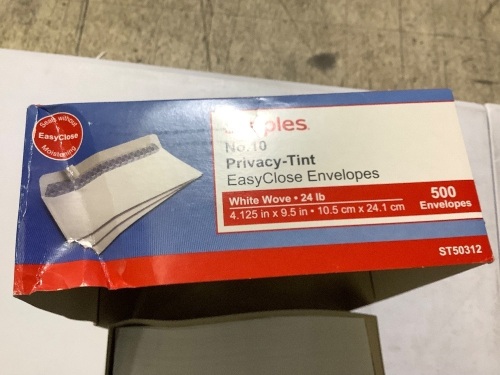 Seals without
EasyClose
Moistening
Staples
No.10
Privacy-Tint
EasyClose Envelopes
White Wove • 24 lb
4.125 in x 9.5 in • 10.5 cm x 24.1 cm
500
Envelopes
ST50312